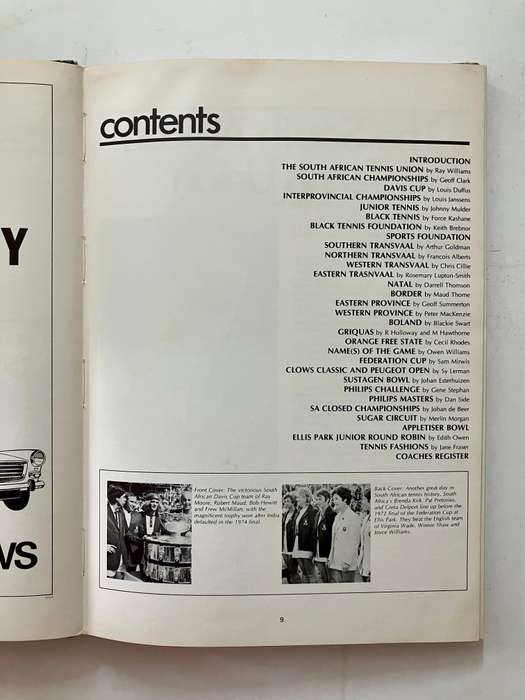 Y
WS
contents
INTRODUCTION
THE SOUTH AFRICAN TENNIS UNION by Ray Williams
SOUTH AFRICAN CHAMPIONSHIPS by Geoff Clark
DAVIS CUP by Louis Duffus
INTERPROVINCIAL CHAMPIONSHIPS by Louis Janssens
JUNIOR TENNIS by Johnny Mulder
BLACK TENNIS by Force Kashane
BLACK TENNIS FOUNDATION by Keith Brebnor
SPORTS FOUNDATION
SOUTHERN TRANSVAAL by Arthur Goldman
NORTHERN TRANSVAAL by Francois Alberts
WESTERN TRANSVAAL by Chris Cillie
EASTERN TRASNVAAL by Rosemary Lupton-Smith
NATAL by Darrell Thomson
BORDER by Maud Thorne
EASTERN PROVINCE by Geoff Summerton
WESTERN PROVINCE by Peter MacKenzie
BOLAND by Blackie Swart
GRIQUAS by R Holloway and M Hawthorne
ORANGE FREE STATE by Cecil Rhodes
NAME(S) OF THE GAME by Owen Williams
FEDERATION CUP by Sam Mirwis
CLOWS CLASSIC AND PEUGEOT OPEN by Sy Lerman
SUSTAGEN BOWL by Johan Esterhuizen
PHILIPS CHALLENGE by Gene Stephan
PHILIPS MASTERS by Dan Side
SA CLOSED CHAMPIONSHIPS by Johan de Beer
SUGAR CIRCUIT by Merlin Morgan
APPLETISER BOWL
ELLIS PARK JUNIOR ROUND ROBIN by Edith Owen
TENNIS FASHIONS by Jane Fraser
COACHES REGISTER
Front Cover: The victorious South
African Davis Cup team of Ray
Moore, Robert Maud, Bob Hewitt
and Frew McMillan, with the
magnificent trophy won after India
defaulted in the 1974 final.
Back Cover: Another great day in
South African tennis history. South
Africa's Brenda Kirk, Pat Pretorius,
and Greta Delport line up before the
1972 final of the Federation Cup at
Ellis Park. They beat the English team
of Virginia Wade, Winnie Shaw and
Joyce Williams.
9